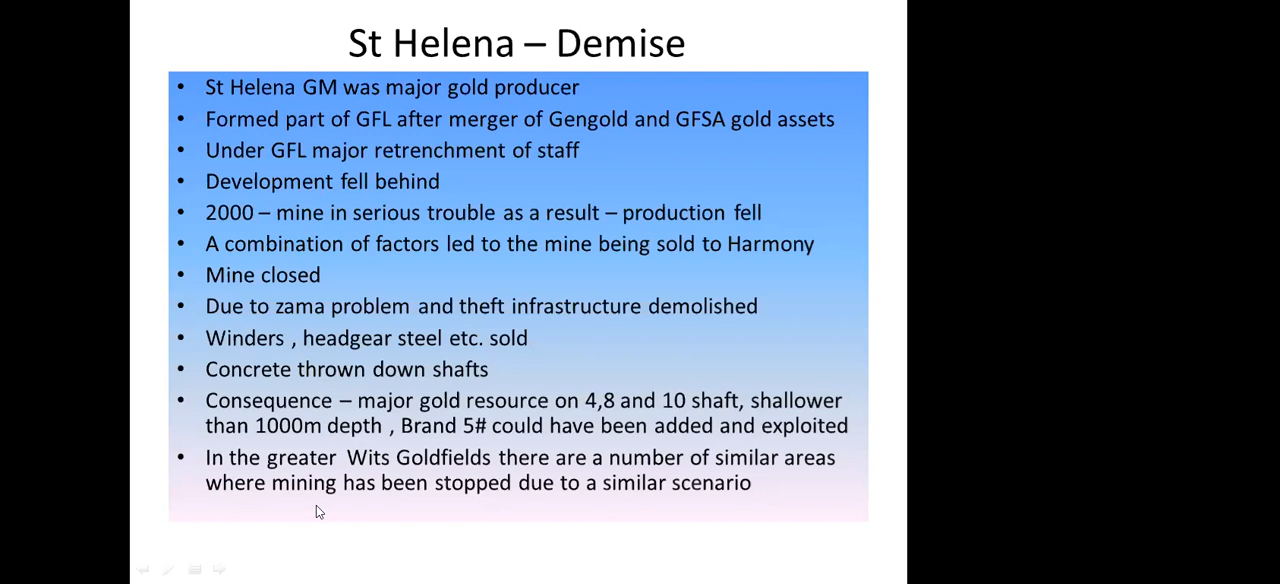 St Helena – Demise
• St Helena GM was major gold producer
• Formed part of GFL after merger of Gengold and GFSA gold assets
• Under GFL major retrenchment of staff
• Development fell behind
• 2000 – mine in serious trouble as a result – production fell
• A combination of factors led to the mine being sold to Harmony
• Mine closed
• Due to zama problem and theft infrastructure demolished
• Winders , headgear steel etc. sold
• Concrete thrown down shafts
• Consequence – major gold resource on 4,8 and 10 shaft, shallower
than 1000m depth , Brand 5# could have been added and exploited
• In the greater Wits Goldfields there are a number of similar areas
where mining has been stopped due to a similar scenario